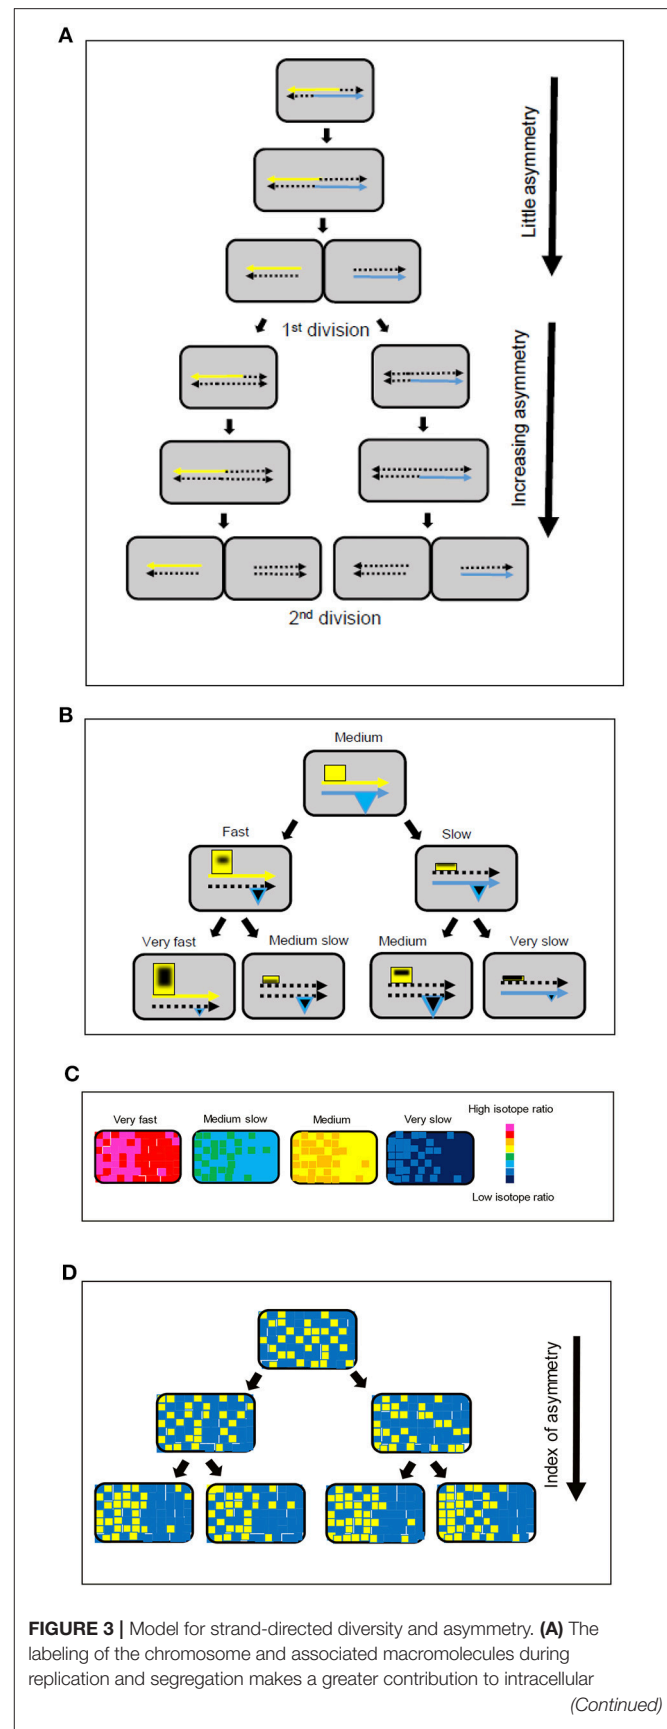 A
Little asymmetry
1st division
Increasing asymmetry
2nd division
B
Medium
Fast
Slow
Very fast
Medium slow
Medium
Very slow
C
Very fast
Medium slow
Medium
Very slow
High isotope ratio
Low isotope ratio
D
Index of asymmetry
FIGURE 3 | Model for strand-directed diversity and asymmetry. (A) The
labeling of the chromosome and associated macromolecules during
replication and segregation makes a greater contribution to intracellular
(Continued)